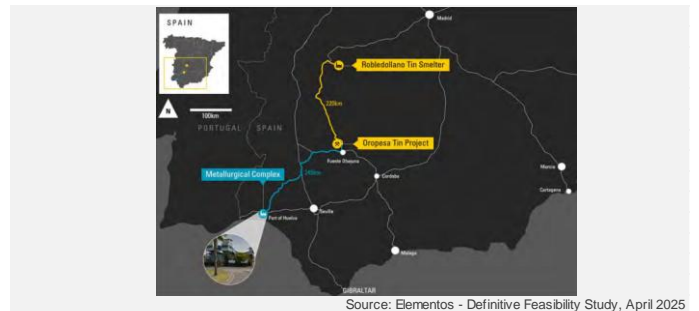 SPAIN
Madrid
Robledollano Tin Smelter
N
100km
220km
PORTUGAL
SPAIN
Oropesa Tin Project
Fuente Obejuna
Metallurgical Complex
Cordoba
Murcia
Cartagena
Port of Huelva
Seville
Malaga
GIBRALTAR
Source: Elementos - Definitive Feasibility Study, April 2025